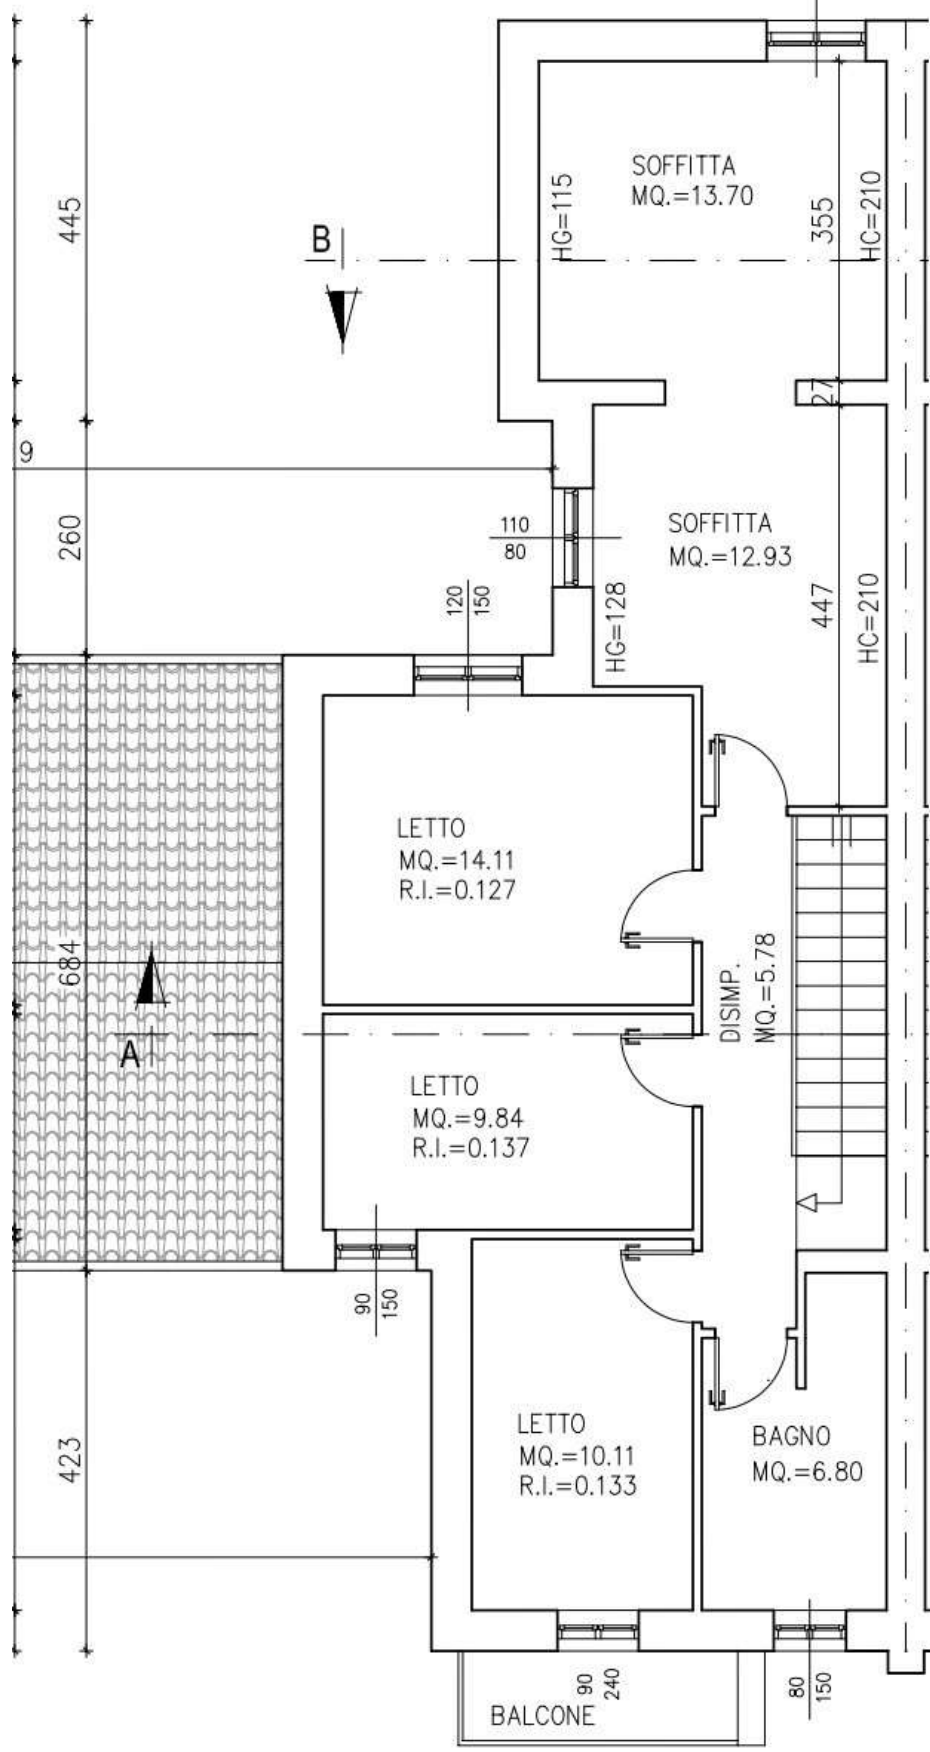 SOFFITTA
MQ.=13.70
HG=115
355
HC=210
445
B
27
9
110
80
260
SOFFITTA
MQ.=12.93
120
150
HG=128
447
HC=210
LETTO
MQ.=14.11
R.I.=0.127
684
A
DISIMP.
MQ.=5.78
LETTO
MQ.=9.84
R.I.=0.137
90
150
423
LETTO
MQ.=10.11
R.I.=0.133
BAGNO
MQ.=6.80
90
240
80
150
BALCONE